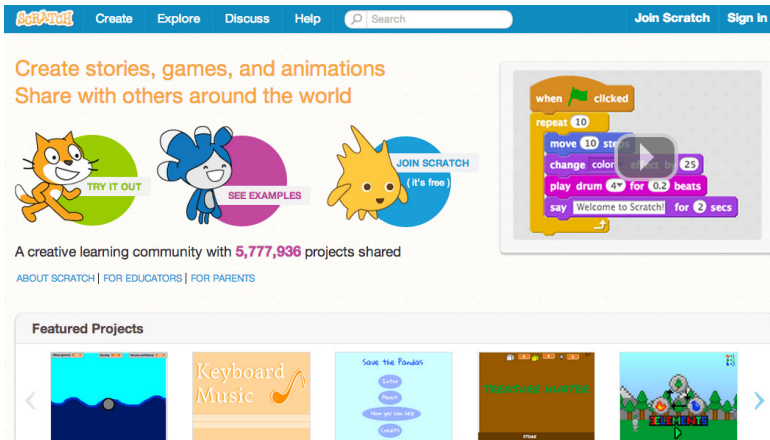 SCRATCH Create Explore Discuss Help Search Join Scratch Sign in
Create stories, games, and animations
Share with others around the world
TRY IT OUT
SEE EXAMPLES
JOIN SCRATCH
(it's free)
A creative learning community with 5,777,936 projects shared
ABOUT SCRATCH | FOR EDUCATORS | FOR PARENTS
when clicked
repeat 10
move 10 steps
change color effect by 25
play drum 4 for 0.2 beats
say Welcome to Scratch! for 2 secs
Featured Projects
Keyboard
Music
Save the Pandas
Intro
About
How you can help
Credits
TREASURE HUNTER
STORE
ELEMENTS